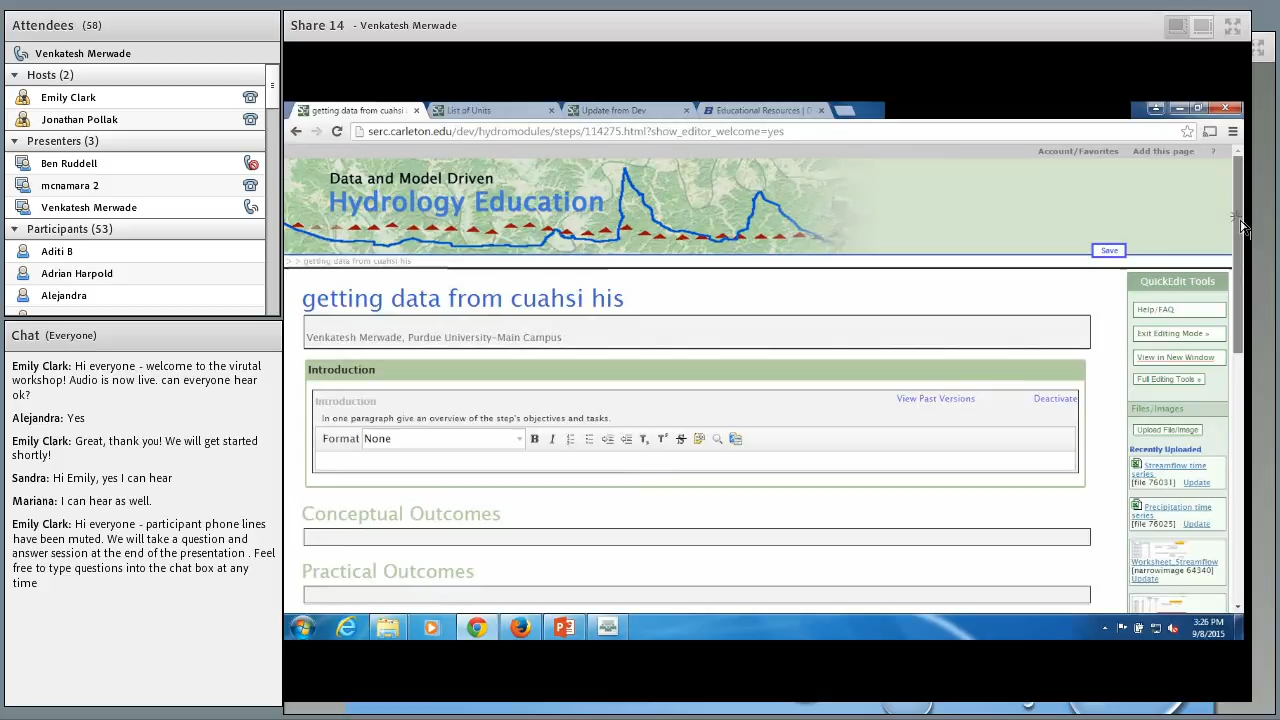 Attendees (58)
Venkatesh Merwade
Hosts (2)
Emily Clark
Jonathan Pollak
Presenters (3)
Ben Ruddell
mcnamara 2
Venkatesh Merwade
Participants (53)
Aditi B
Adrian Harpold
Alejandra
Chat (Everyone)
Emily Clark: Hi everyone - welcome to the virutal
workshop! Audio is now live. can everyone hear
ok?
Alejandra: Yes
Emily Clark: Great, thank you! We will get started
shortly!
Sandra: Hi Emily, yes I can hear
Mariana: I can hear as well.
Emily Clark: Hi everyone - participant phone lines
have been muted. We will take a question and
answer session at the end of the presentation . Feel
free to type questions into the chat box at any
time
Share 14 - Venkatesh Merwade
getting data from cuahsi
List of Units
Update from Dev
Educational Resources | D
serc.carleton.edu/dev/hydromodules/steps/114275.html?show_editor_welcome=yes
Account/Favorites Add this page ?
Data and Model Driven
Hydrology Education
Save
> > getting data from cuahsi his
getting data from cuahsi his
Venkatesh Merwade, Purdue University-Main Campus
Introduction
Introduction
View Past Versions Deactivate
In one paragraph give an overview of the step's objectives and tasks.
Format None
B I
Conceptual Outcomes
Practical Outcomes
QuickEdit Tools
Help/FAQ
Exit Editing Mode »
View in New Window
Full Editing Tools »
Files/Images
Upload File/Image
Recently Uploaded
Streamflow time
series
[file 76031] Update
Precipitation time
series
[file 76025] Update
Worksheet_Streamflow
[narrowimage 64340]
Update
3:26 PM
9/8/2015